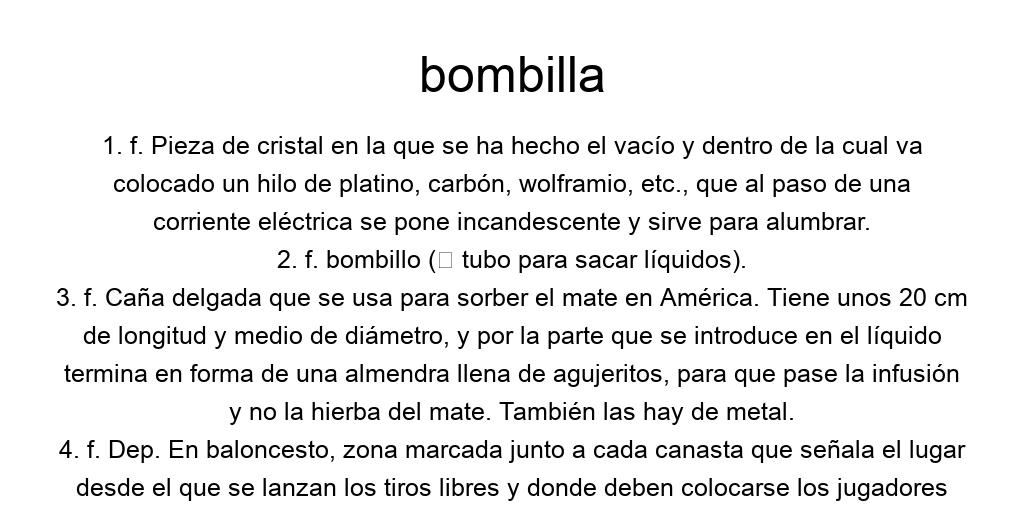 bombilla
1. f. Pieza de cristal en la que se ha hecho el vacío y dentro de la cual va
colocado un hilo de platino, carbón, wolframio, etc., que al paso de una
corriente eléctrica se pone incandescente y sirve para alumbrar.
2. f. bombillo (□ tubo para sacar líquidos).
3. f. Caña delgada que se usa para sorber el mate en América. Tiene unos 20 cm
de longitud y medio de diámetro, y por la parte que se introduce en el líquido
termina en forma de una almendra llena de agujeritos, para que pase la infusión
y no la hierba del mate. También las hay de metal.
4. f. Dep. En baloncesto, zona marcada junto a cada canasta que señala el lugar
desde el que se lanzan los tiros libres y donde deben colocarse los jugadores